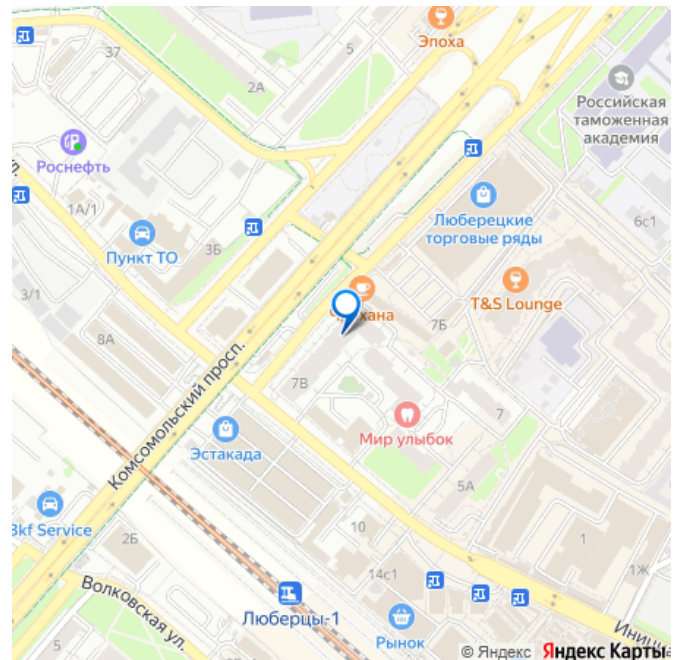 Эпоха
5
37
2А
Российская
таможенная
академия
Роснефть
1А/1
6с1
Люберецкие
торговые ряды
3Б
Пункт ТО
T&S Lounge
3/1
7Б
8А
Комсомольский просп.
7В
7
Мир улыбок
Эстакада
5А
3kf Service
10
1
2Б
14с1
1Ж
Волковская ул.
Люберцы-1
Рынок
5
© Яндекс Яндекс Карты